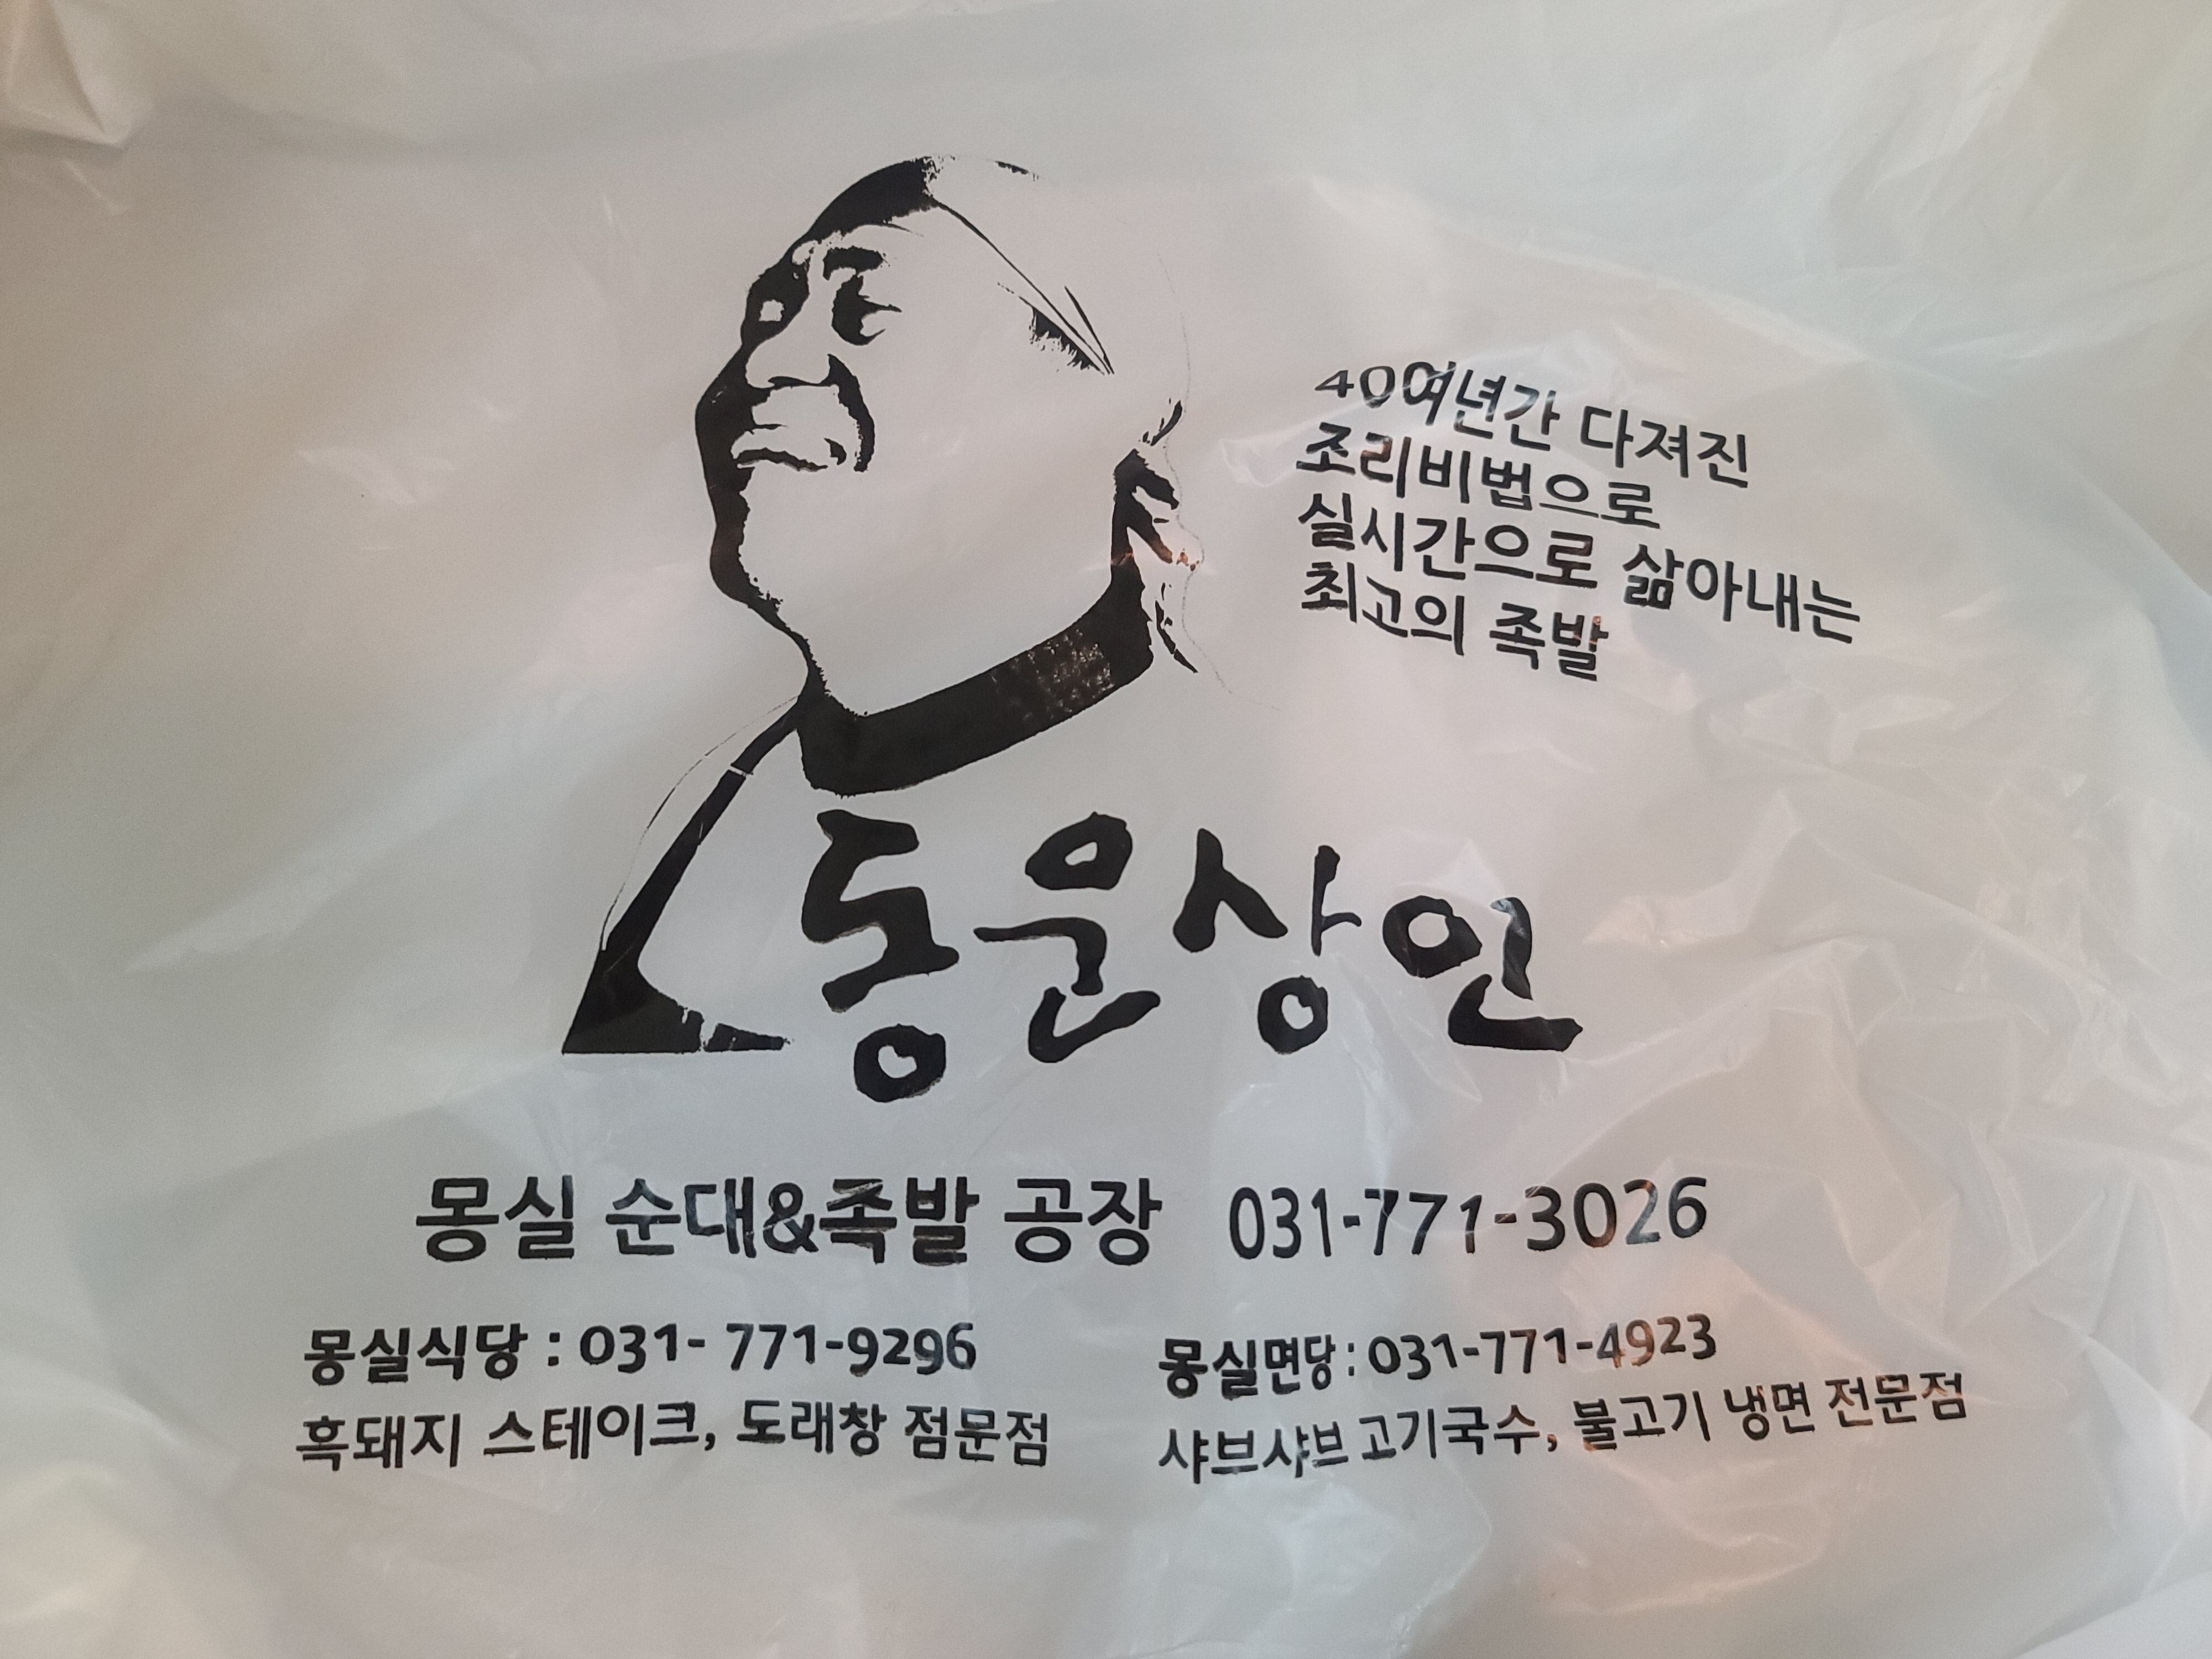 40여년간 다져진
조리비법으로
실시간으로 삶아내는
최고의 족발
동운상인
몽실 순대&족발 공장 031-771-3026
몽실식당 : 031- 771-9296
흑돼지 스테이크, 도래창 점문점
몽실면당: 031-771-4923
샤브샤브 고기국수, 불고기 냉면 전문점